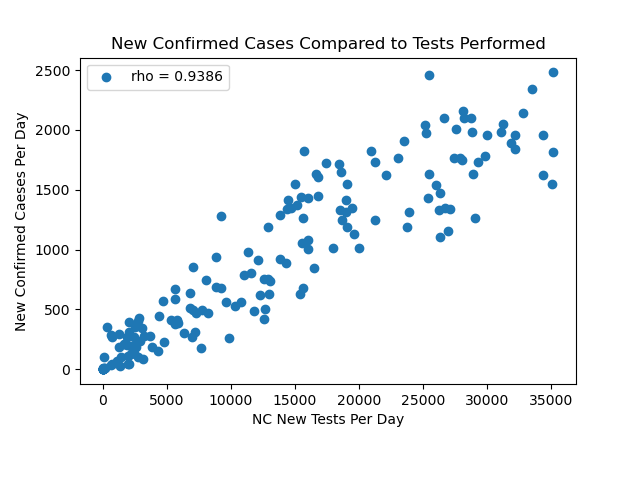 New Confirmed Cases Compared to Tests Performed
rho = 0.9386
New Confirmed Caeses Per Day
2500
2000
1500
1000
500
0
0 5000 10000 15000 20000 25000 30000 35000
NC New Tests Per Day